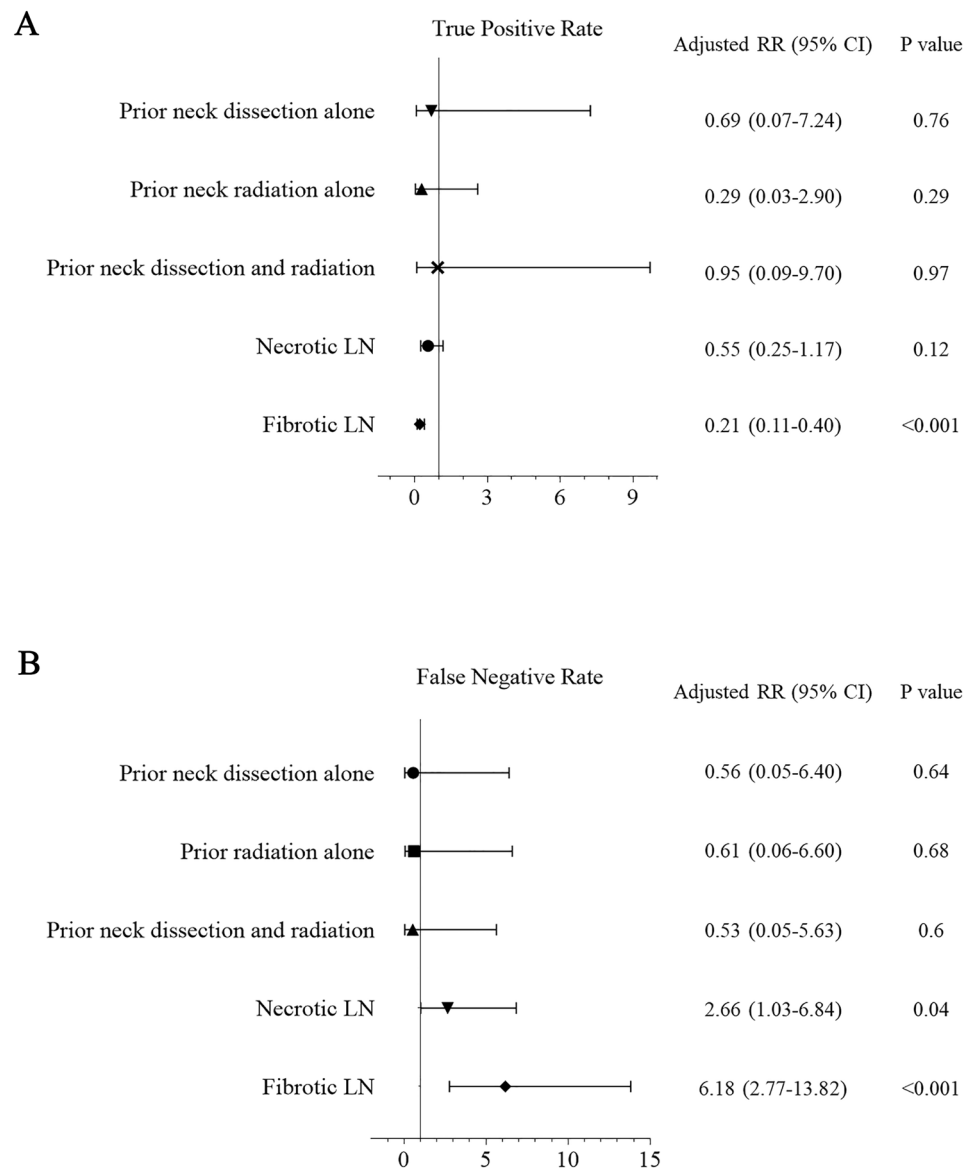 A
True Positive Rate
Adjusted RR (95% CI) P value
Prior neck dissection alone 0.69 (0.07-7.24) 0.76
Prior neck radiation alone 0.29 (0.03-2.90) 0.29
Prior neck dissection and radiation 0.95 (0.09-9.70) 0.97
Necrotic LN 0.55 (0.25-1.17) 0.12
Fibrotic LN 0.21 (0.11-0.40) <0.001
0 3 6 9
B
False Negative Rate
Adjusted RR (95% CI) P value
Prior neck dissection alone 0.56 (0.05-6.40) 0.64
Prior radiation alone 0.61 (0.06-6.60) 0.68
Prior neck dissection and radiation 0.53 (0.05-5.63) 0.6
Necrotic LN 2.66 (1.03-6.84) 0.04
Fibrotic LN 6.18 (2.77-13.82) <0.001
0 5 10 15